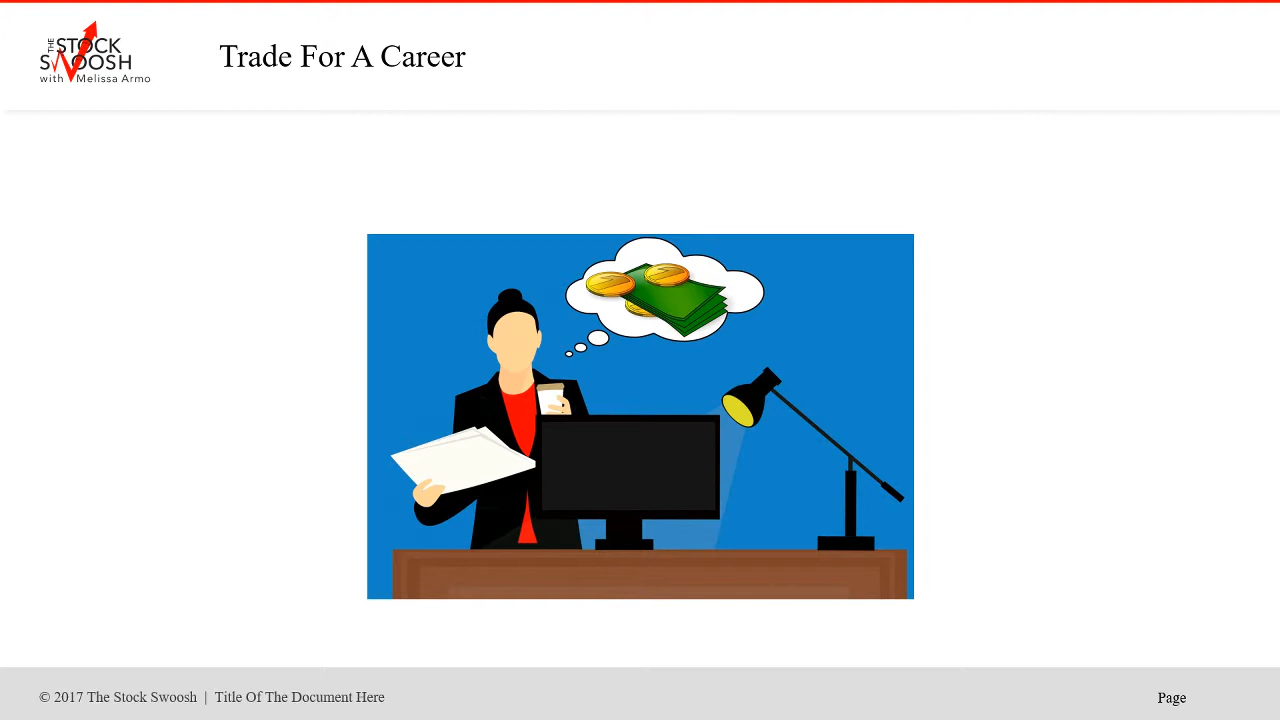 THE STOCK
SWOOSH
with Melissa Armo
Trade For A Career
© 2017 The Stock Swoosh | Title Of The Document Here
Page